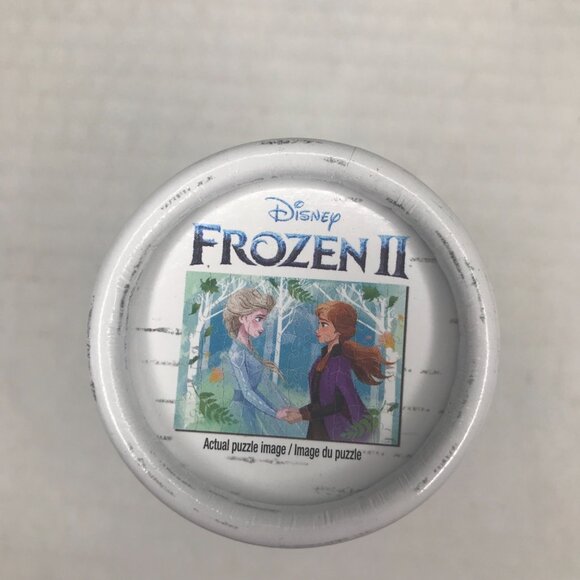 Disney
FROZEN II
Actual puzzle image / Image du puzzle